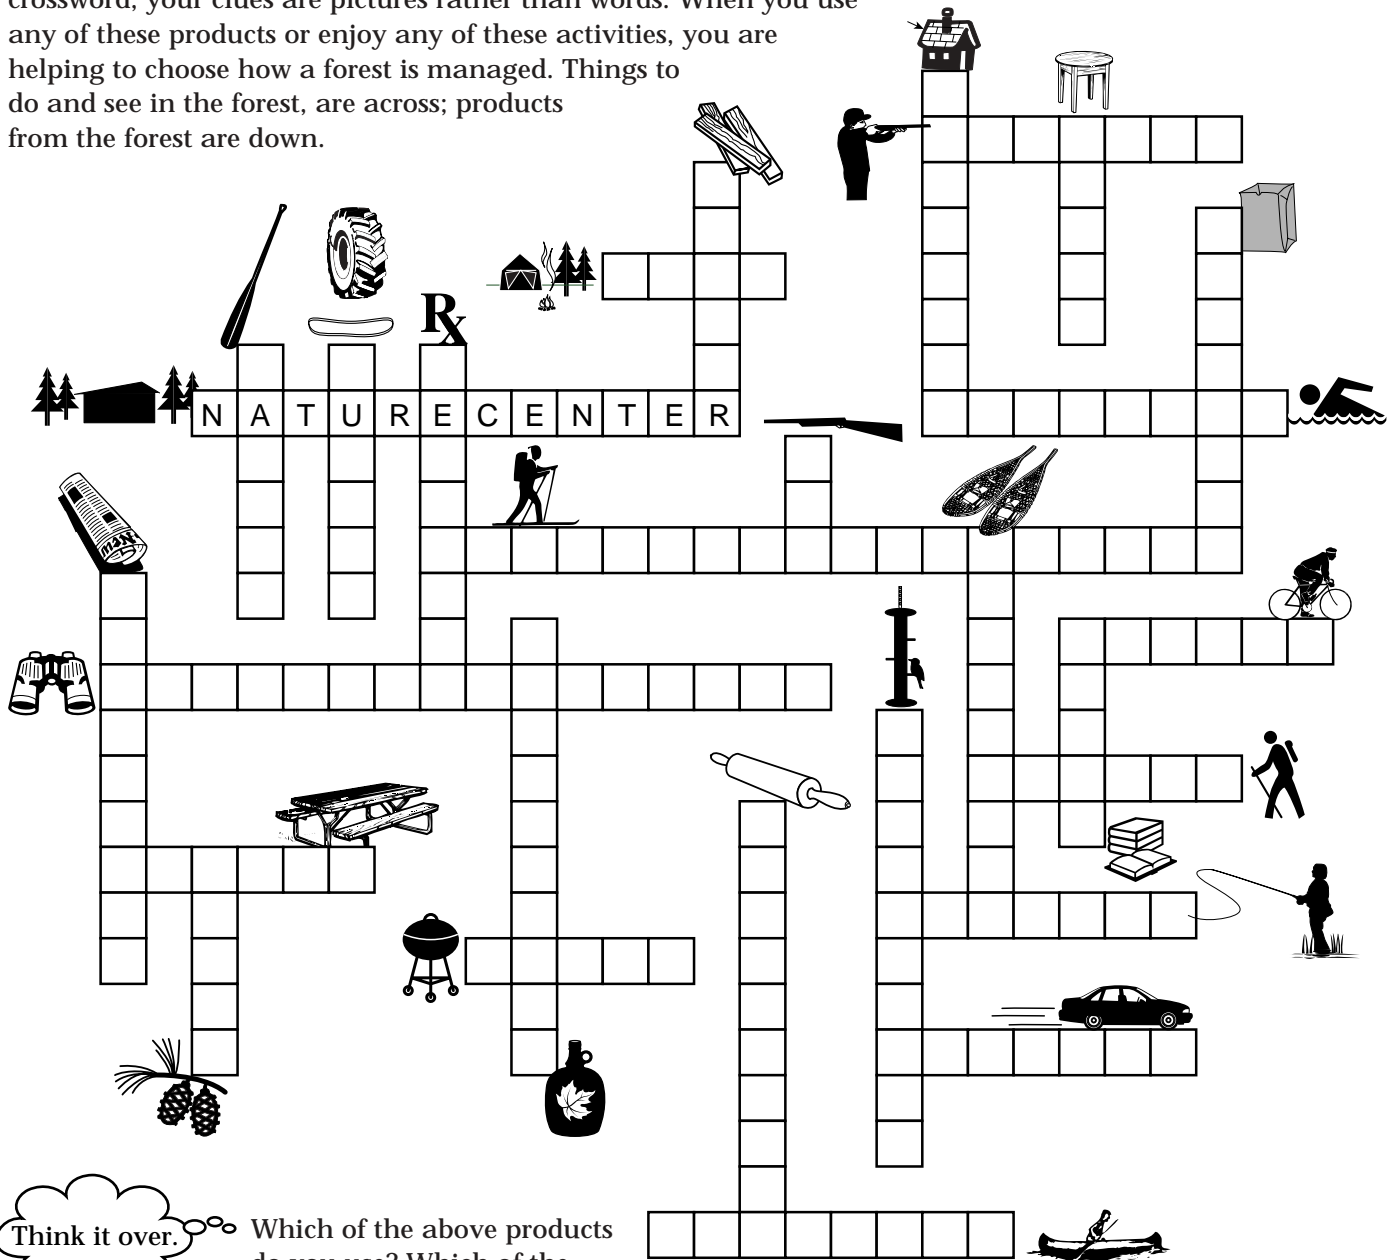 crossword, your clues are pictures rather than words. When you use
any of these products or enjoy any of these activities, you are
helping to choose how a forest is managed. Things to
do and see in the forest, are across; products
from the forest are down.
Rx
NATURECENTER
NEWS
Think it over.
Which of the above products
do you use? Which of the